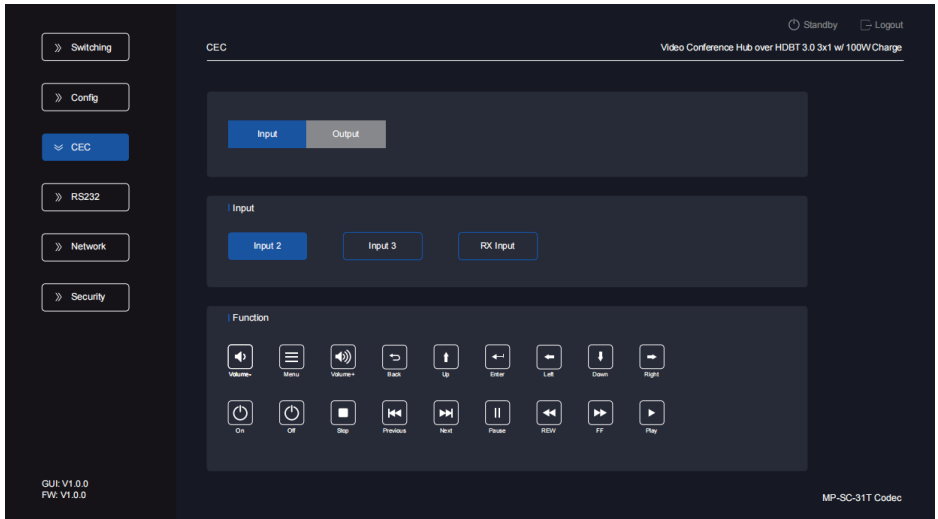 Standby
Logout
Switching
CEC
Video Conference Hub over HDBT 3.0 3x1 w/ 100W Charge
Config
Input
Output
CEC
RS232
Input
Network
Input 2
Input 3
RX Input
Security
Function
Volume-
Menu
Volume+
Back
Up
Enter
Left
Down
Right
On
Off
Stop
Previous
Next
Pause
REW
FF
Play
GUI: V1.0.0
FW: V1.0.0
MP-SC-31T Codec